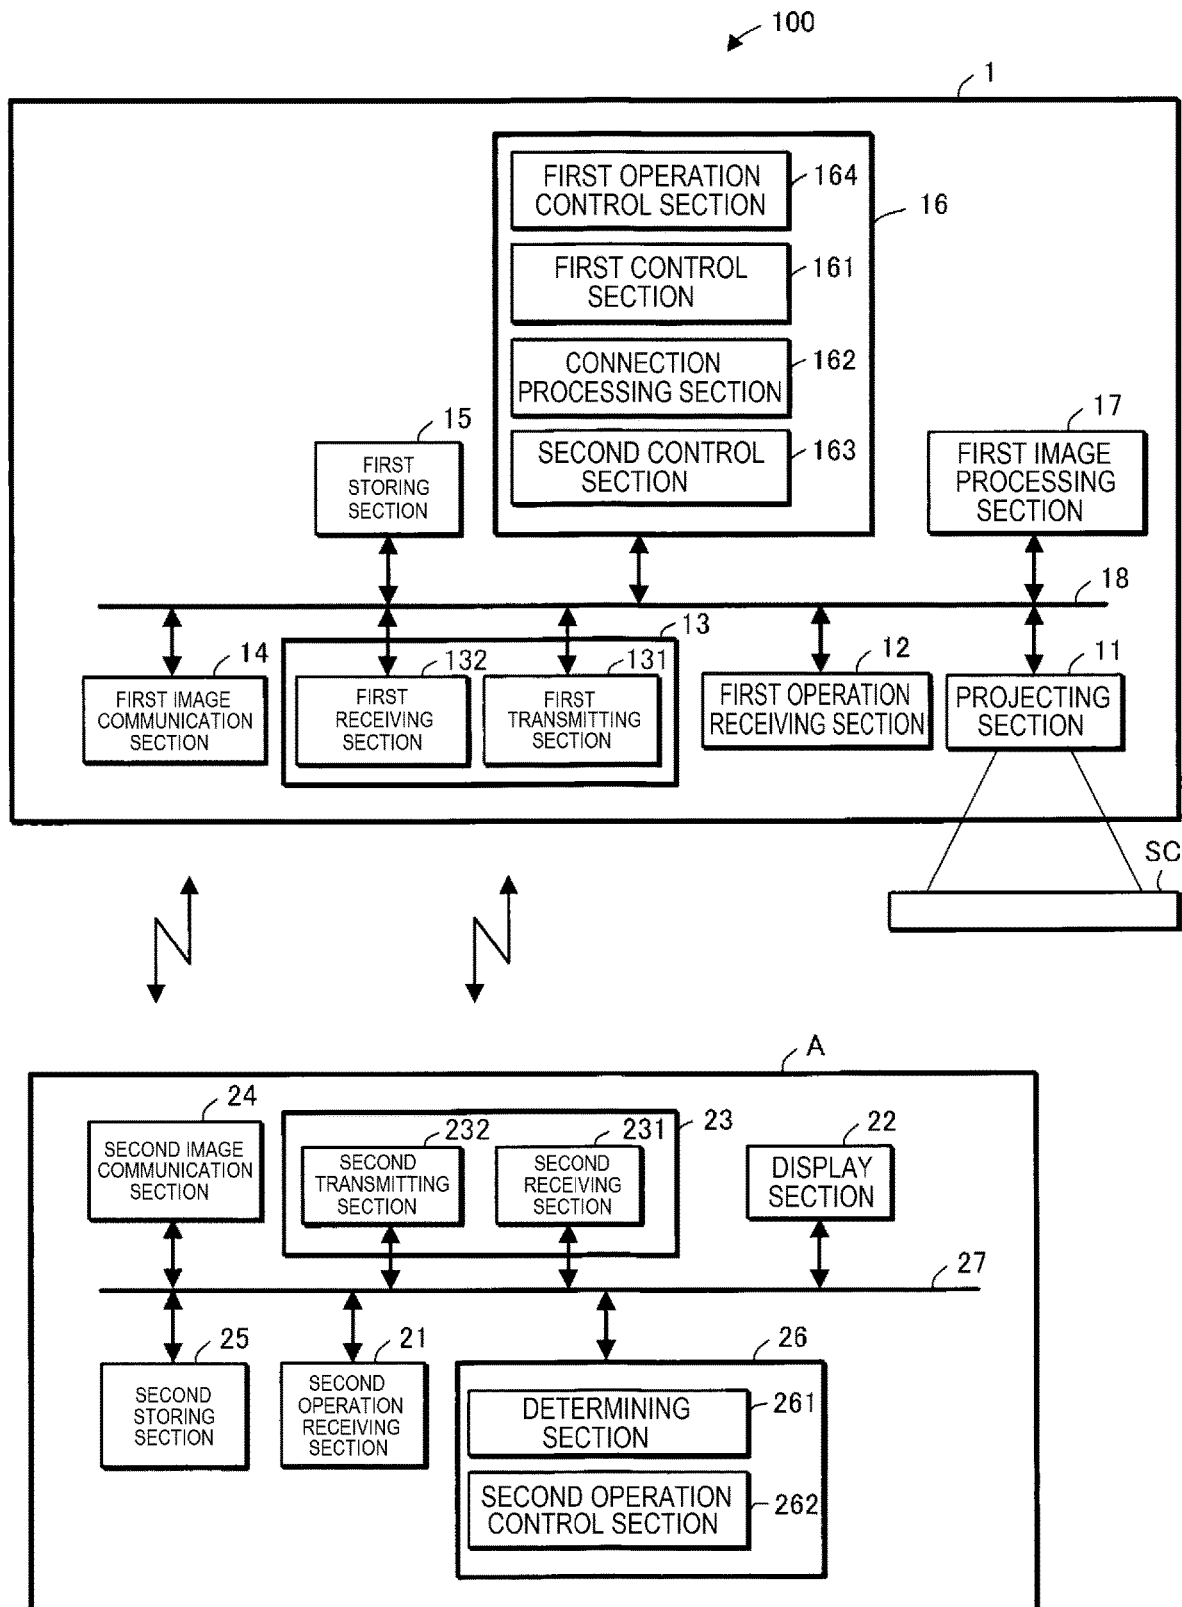 100
1
FIRST OPERATION
CONTROL SECTION
164
16
FIRST CONTROL
SECTION
161
CONNECTION
PROCESSING SECTION
162
SECOND CONTROL
SECTION
163
15
FIRST
STORING
SECTION
17
FIRST IMAGE
PROCESSING
SECTION
18
14
FIRST IMAGE
COMMUNICATION
SECTION
13
132
FIRST
RECEIVING
SECTION
131
FIRST
TRANSMITTING
SECTION
12
FIRST OPERATION
RECEIVING SECTION
11
PROJECTING
SECTION
SC
A
24
SECOND IMAGE
COMMUNICATION
SECTION
23
232
SECOND
TRANSMITTING
SECTION
231
SECOND
RECEIVING
SECTION
22
DISPLAY
SECTION
27
25
SECOND
STORING
SECTION
21
SECOND
OPERATION
RECEIVING
SECTION
26
DETERMINING
SECTION
261
SECOND OPERATION
CONTROL SECTION
262